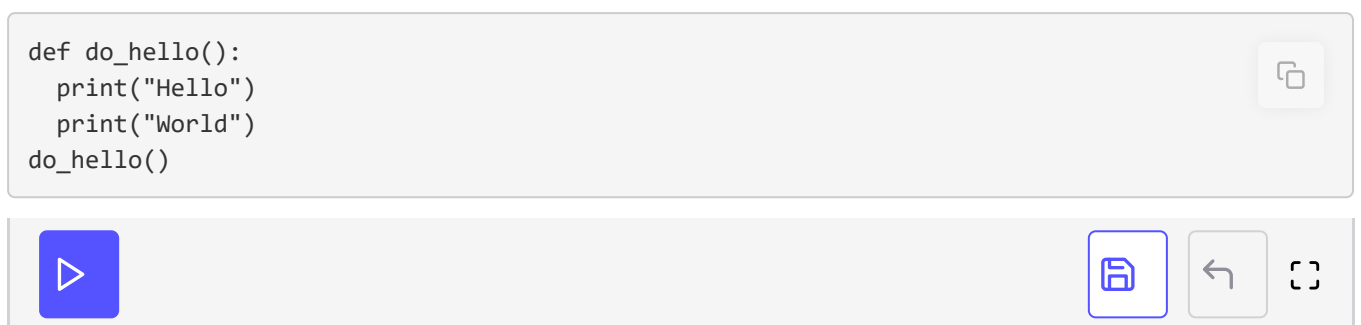 def do_hello():
  print("Hello")
  print("World")
do_hello()